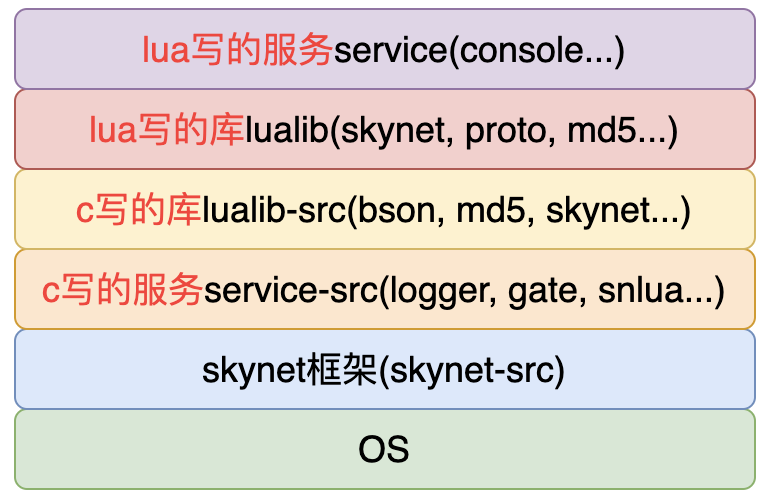 lua写的服务service(console...)
lua写的库lualib(skynet, proto, md5...)
c写的库lualib-src(bson, md5, skynet...)
c写的服务service-src(logger, gate, snlua...)
skynet框架(skynet-src)
OS